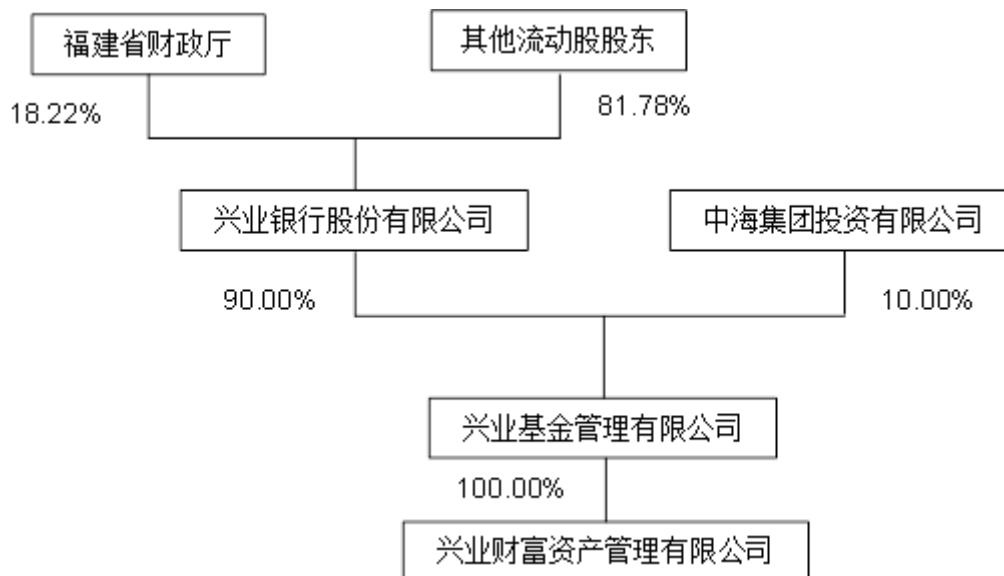 福建省财政厅
其他流动股股东
18.22%
81.78%
兴业银行股份有限公司
中海集团投资有限公司
90.00%
10.00%
兴业基金管理有限公司
100.00%
兴业财富资产管理有限公司